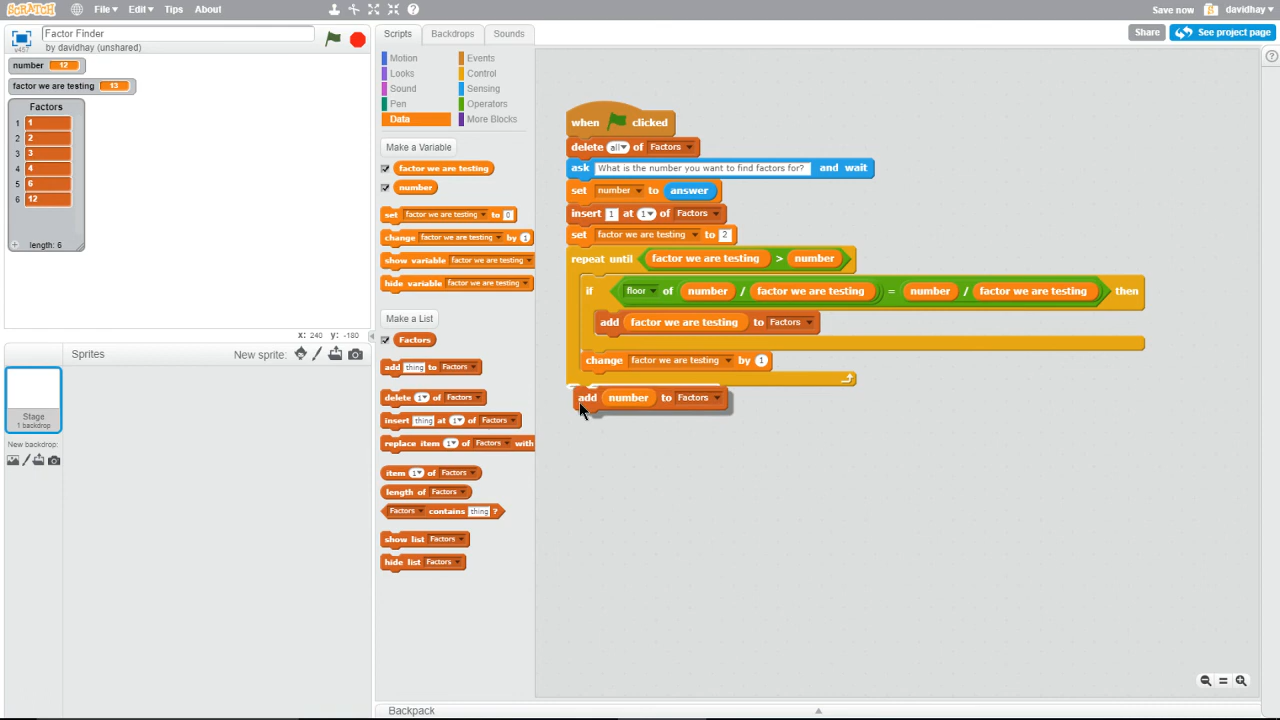 SCRATCH File▾ Edit▾ Tips About Save now davidhay▾
Factor Finder
by davidhay (unshared)
v457
number 12
factor we are testing 13
Factors
1 1
2 2
3 3
4 4
5 6
6 12
+ length: 6
x: 240 y: -180
Sprites New sprite:
Stage
1 backdrop
New backdrop:
Scripts Backdrops Sounds
Motion Events
Looks Control
Sound Sensing
Pen Operators
Data More Blocks
Make a Variable
factor we are testing
number
set factor we are testing to 0
change factor we are testing by 1
show variable factor we are testing
hide variable factor we are testing
Make a List
Factors
add thing to Factors
delete 1 of Factors
insert thing at 1 of Factors
replace item 1 of Factors with
item 1 of Factors
length of Factors
Factors contains thing ?
show list Factors
hide list Factors
Share See project page
when clicked
delete all of Factors
ask What is the number you want to find factors for? and wait
set number to answer
insert 1 at 1 of Factors
set factor we are testing to 2
repeat until factor we are testing > number
if floor of number / factor we are testing = number / factor we are testing then
add factor we are testing to Factors
change factor we are testing by 1
add number to Factors
Backpack